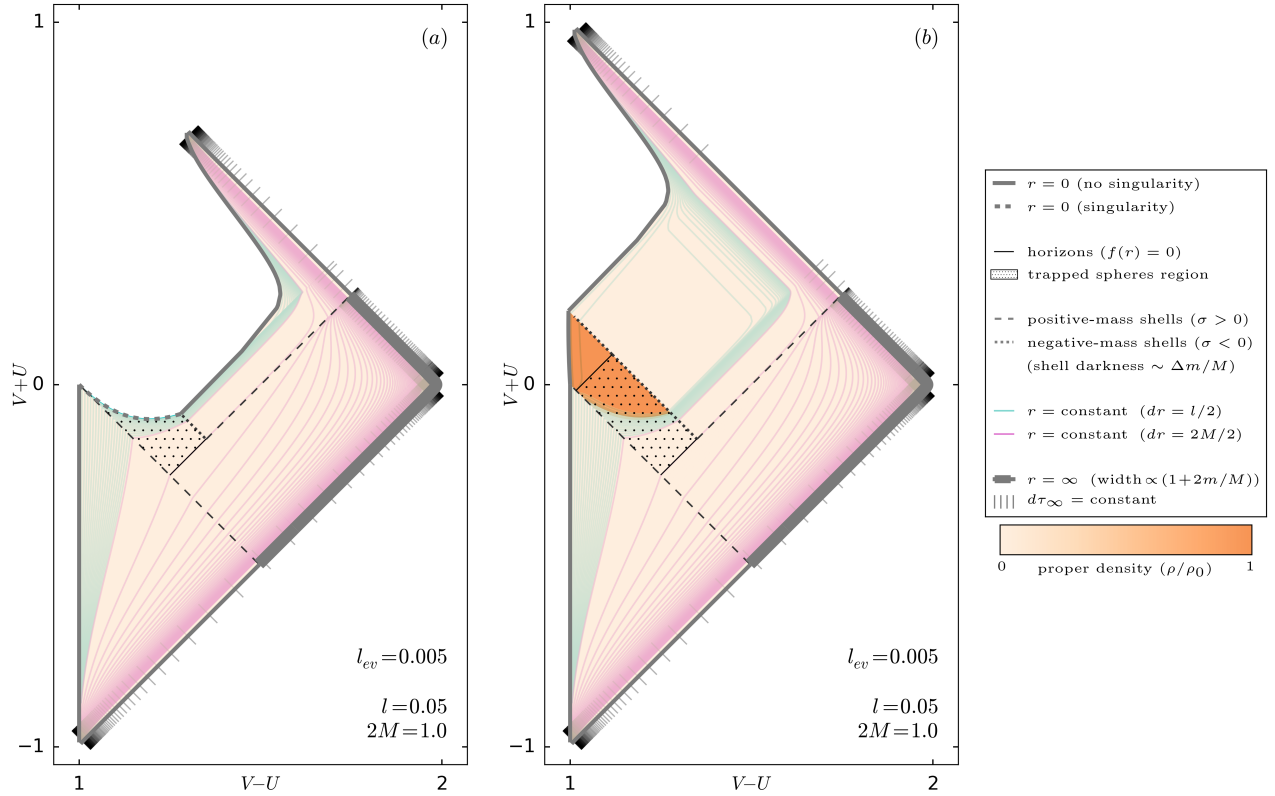 1
0
−1
1
2
V+U
V−U
(a)
l_ev=0.005
l=0.05
2M=1.0
1
0
−1
1
2
V+U
V−U
(b)
l_ev=0.005
l=0.05
2M=1.0
r = 0 (no singularity)
r = 0 (singularity)
horizons (f(r) = 0)
trapped spheres region
positive-mass shells (σ > 0)
negative-mass shells (σ < 0)
(shell darkness ∼ Δm/M)
r = constant (dr = l/2)
r = constant (dr = 2M/2)
r = ∞ (width ∝ (1+2m/M))
dτ∞ = constant
0
proper density (ρ/ρ₀)
1